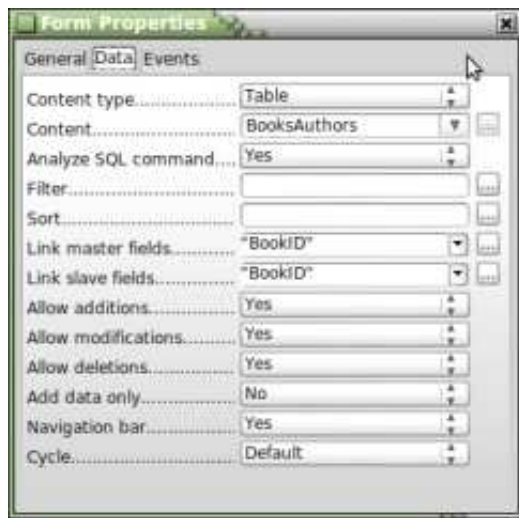 Form Properties
General Data Events
Content type.................. Table
Content........................ BooksAuthors
Analyze SQL command.... Yes
Filter...........................
Sort.............................
Link master fields........... "BookID"
Link slave fields............. "BookID"
Allow additions.............. Yes
Allow modifications......... Yes
Allow deletions.............. Yes
Add data only................ No
Navigation bar............... Yes
Cycle........................... Default